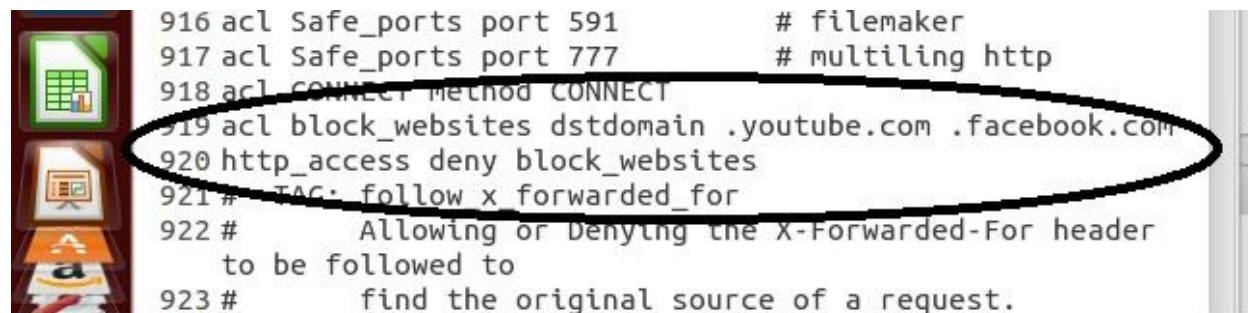 916 acl Safe_ports port 591 # filemaker
917 acl Safe_ports port 777 # multiling http
918 acl CONNECT method CONNECT
919 acl block_websites dstdomain .youtube.com .facebook.com
920 http_access deny block_websites
921 # TAG: follow_x_forwarded_for
922 # Allowing or Denying the X-Forwarded-For header
to be followed to
923 # find the original source of a request.
a